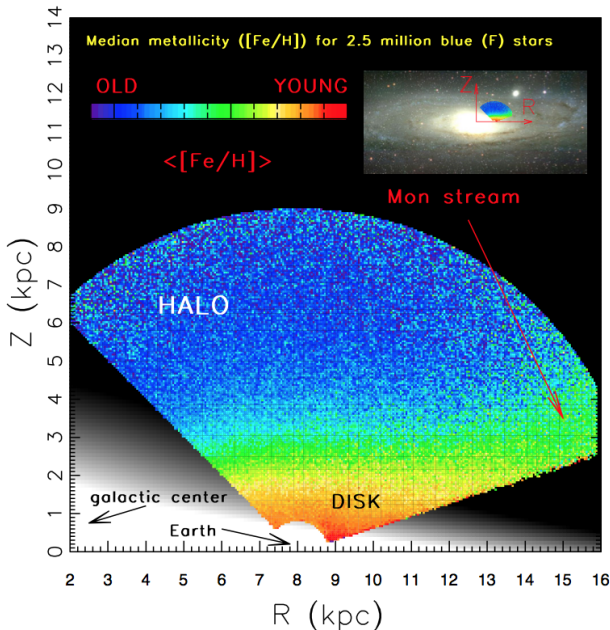 Median metallicity ([Fe/H]) for 2.5 million blue (F) stars
OLD YOUNG
<[Fe/H]>
Z
R
Mon stream
HALO
DISK
galactic center
Earth
14
13
12
11
10
9
8
7
6
5
4
3
2
1
0
Z (kpc)
2 3 4 5 6 7 8 9 10 11 12 13 14 15 16
R (kpc)